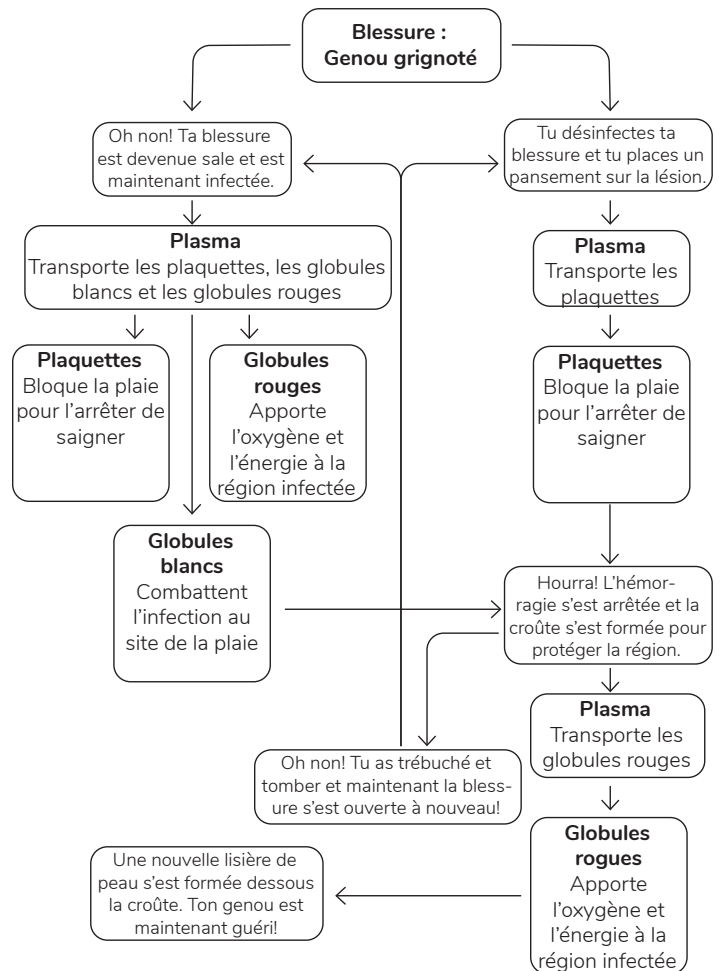 Blessure :
Genou grignoté
Oh non! Ta blessure
est devenue sale et est
maintenant infectée.
Tu désinfectes ta
blessure et tu places un
pansement sur la lésion.
Plasma
Transporte les plaquettes, les globules
blancs et les globules rouges
Plasma
Transporte les
plaquettes
Plaquettes
Bloque la plaie
pour l'arrêter de
saigner
Globules
rouges
Apporte
l'oxygène et
l'énergie à la
région infectée
Plaquettes
Bloque la plaie
pour l'arrêter de
saigner
Globules
blancs
Combattent
l'infection au
site de la plaie
Hourra! L'hémor-
ragie s'est arrêtée et la
croûte s'est formée pour
protéger la région.
Plasma
Transporte les
globules rouges
Oh non! Tu as trébuché et
tomber et maintenant la bless-
ure s'est ouverte à nouveau!
Globules
rogues
Apporte
l'oxygène et
l'énergie à la
région infectée
Une nouvelle lisière de
peau s'est formée dessous
la croûte. Ton genou est
maintenant guéri!